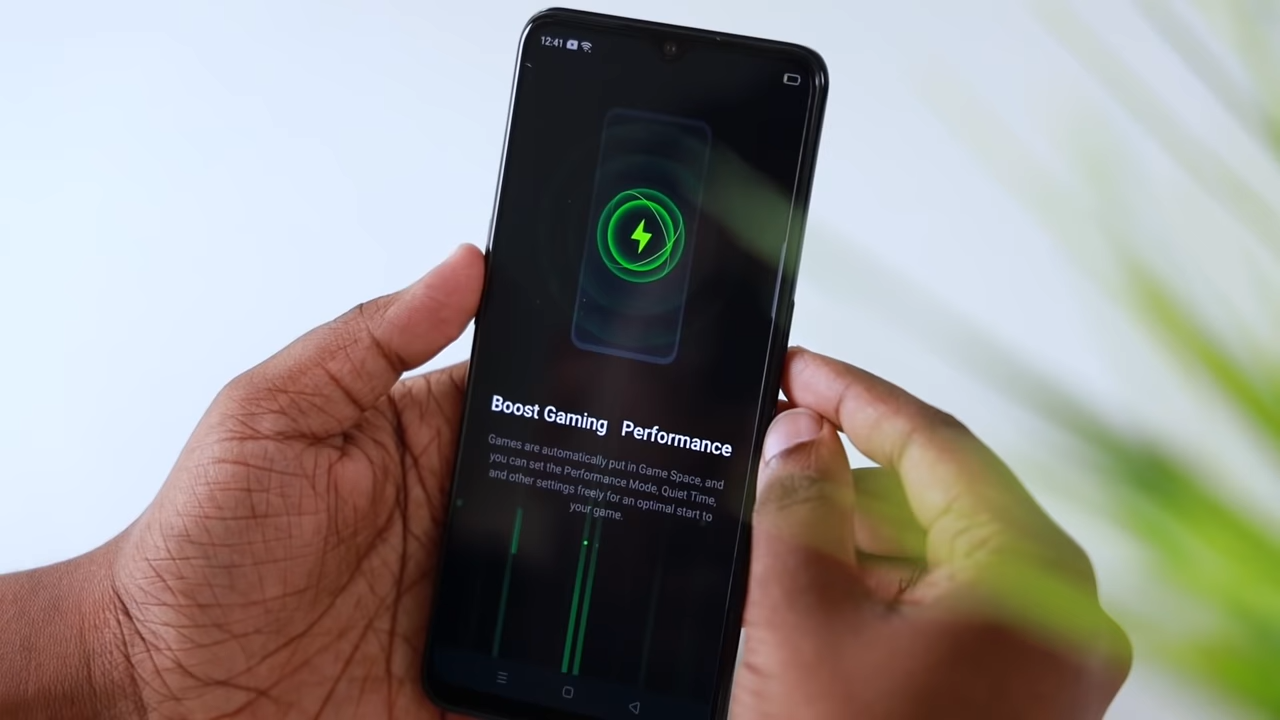 12:41
Boost Gaming Performance
Games are automatically put in Game Space, and
you can set the Performance Mode, Quiet Time,
and other settings freely for an optimal start to
your game.